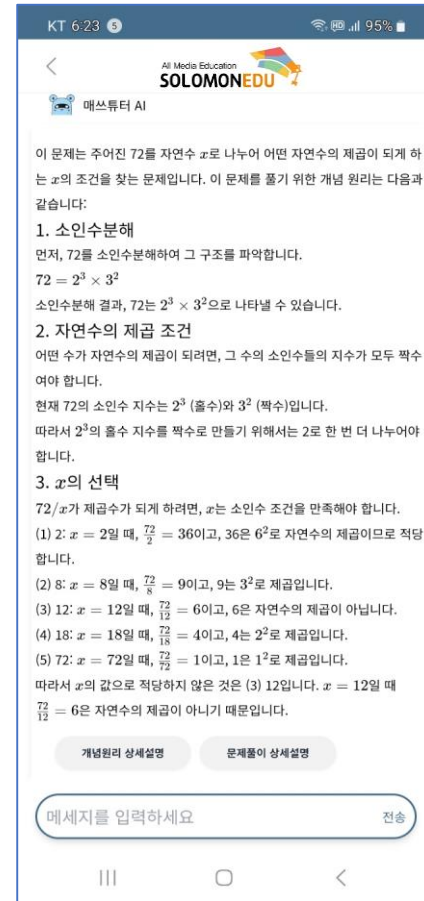 KT 6:23 5 HD 95%
All Media Education
SOLOMONEDU
매쓰튜터 AI
이 문제는 주어진 72를 자연수 x로 나누어 어떤 자연수의 제곱이 되게 하
는 x의 조건을 찾는 문제입니다. 이 문제를 풀기 위한 개념 원리는 다음과
같습니다:
1. 소인수분해
먼저, 72를 소인수분해하여 그 구조를 파악합니다.
72 = 2³ × 3²
소인수분해 결과, 72는 2³ × 3²으로 나타낼 수 있습니다.
2. 자연수의 제곱 조건
어떤 수가 자연수의 제곱이 되려면, 그 수의 소인수들의 지수가 모두 짝수
여야 합니다.
현재 72의 소인수 지수는 2³ (홀수)와 3² (짝수)입니다.
따라서 2³의 홀수 지수를 짝수로 만들기 위해서는 2로 한 번 더 나누어야
합니다.
3. x의 선택
72/x가 제곱수가 되게 하려면, x는 소인수 조건을 만족해야 합니다.
(1) 2: x = 2일 때, 72/2 = 36이고, 36은 6²로 자연수의 제곱이므로 적당
합니다.
(2) 8: x = 8일 때, 72/8 = 9이고, 9는 3²로 제곱입니다.
(3) 12: x = 12일 때, 72/12 = 6이고, 6은 자연수의 제곱이 아닙니다.
(4) 18: x = 18일 때, 72/18 = 4이고, 4는 2²로 제곱입니다.
(5) 72: x = 72일 때, 72/72 = 1이고, 1은 1²로 제곱입니다.
따라서 x의 값으로 적당하지 않은 것은 (3) 12입니다. x = 12일 때
72/12 = 6은 자연수의 제곱이 아니기 때문입니다.
개념원리 상세설명 문제풀이 상세설명
메세지를 입력하세요 전송